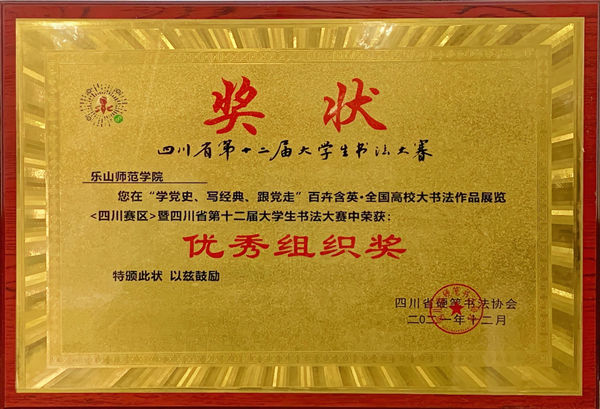 奖状
四川省第十二届大学生书法大赛
乐山师范学院
您在“学党史、写经典、跟党走”百卉含英·全国高校大书法作品展览
<四川赛区>暨四川省第十二届大学生书法大赛中荣获:
优秀组织奖
特颁此状 以兹鼓励
四川省硬笔书法协会
二〇二一年十二月